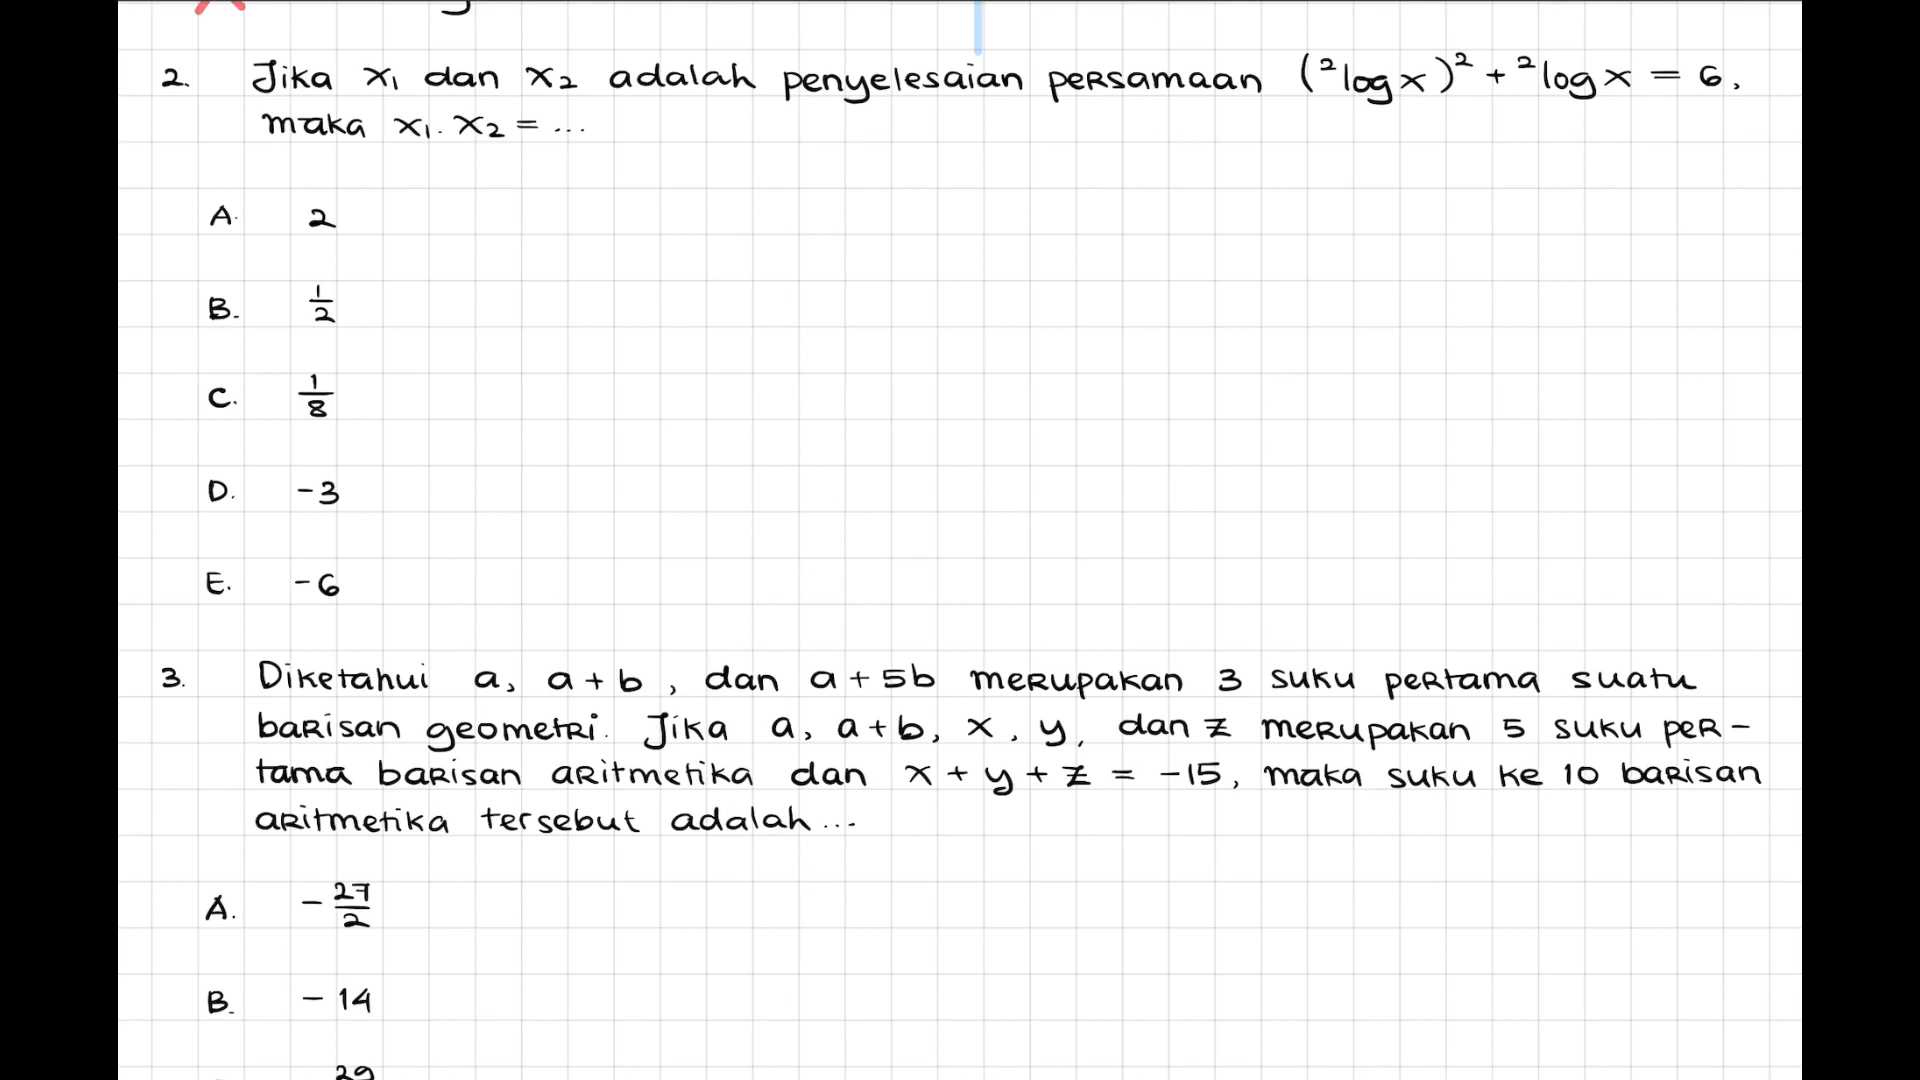 2. Jika x₁ dan x₂ adalah penyelesaian persamaan (²log x)² + ²log x = 6,
maka x₁. x₂ = ...
A. 2
B. 1/2
C. 1/8
D. -3
E. -6
3. Diketahui a, a + b, dan a + 5b merupakan 3 suku pertama suatu
barisan geometri. Jika a, a + b, x, y, dan z merupakan 5 suku per-
tama barisan aritmetika dan x + y + z = -15, maka suku ke 10 barisan
aritmetika tersebut adalah ...
A. - 27/2
B. - 14
29